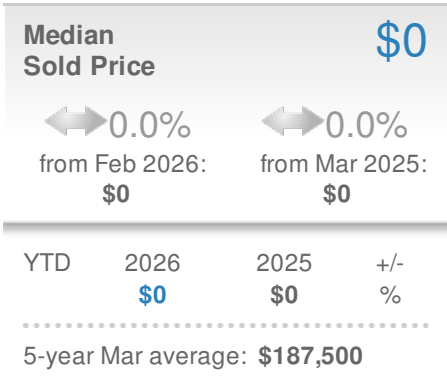 Median $0
Sold Price
0.0% 0.0%
from Feb 2026: from Mar 2025:
$0 $0
YTD 2026 2025 +/-
$0 $0 %
5-year Mar average: $187,500